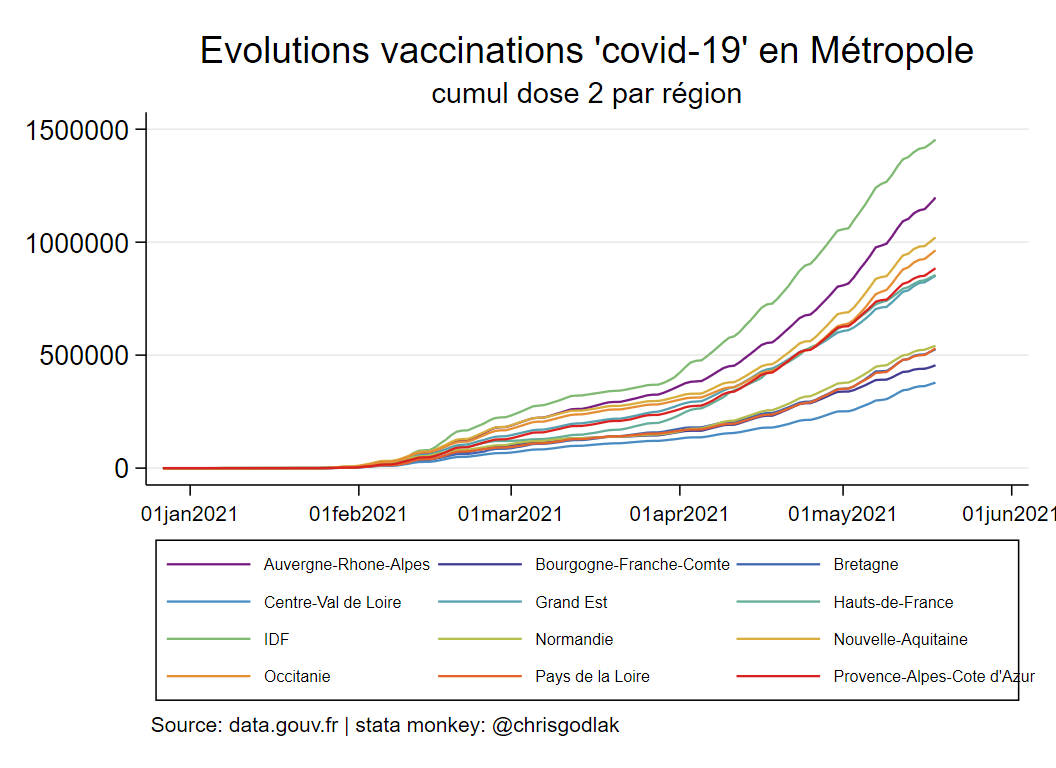 Evolutions vaccinations 'covid-19' en Métropole
cumul dose 2 par région
1500000
1000000
500000
0
01jan2021 01feb2021 01mar2021 01apr2021 01may2021 01jun2021
Auvergne-Rhone-Alpes Bourgogne-Franche-Comte Bretagne
Centre-Val de Loire Grand Est Hauts-de-France
IDF Normandie Nouvelle-Aquitaine
Occitanie Pays de la Loire Provence-Alpes-Cote d'Azur
Source: data.gouv.fr | stata monkey: @chrisgodlak